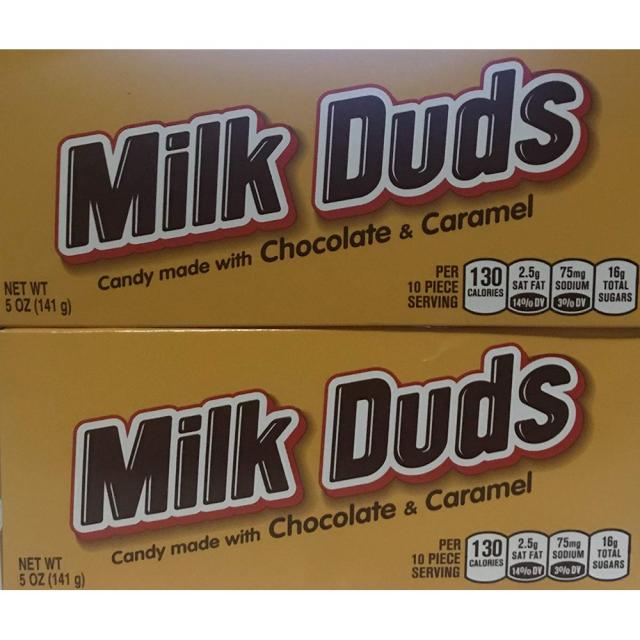 Milk Duds
Candy made with Chocolate & Caramel
NET WT
5 OZ (141 g)
PER
10 PIECE
SERVING
130
CALORIES
2.5g
SAT FAT
14% DV
75mg
SODIUM
3% DV
16g
TOTAL
SUGARS
Milk Duds
Candy made with Chocolate & Caramel
NET WT
5 OZ (141 g)
PER
10 PIECE
SERVING
130
CALORIES
2.5g
SAT FAT
14% DV
75mg
SODIUM
3% DV
16g
TOTAL
SUGARS